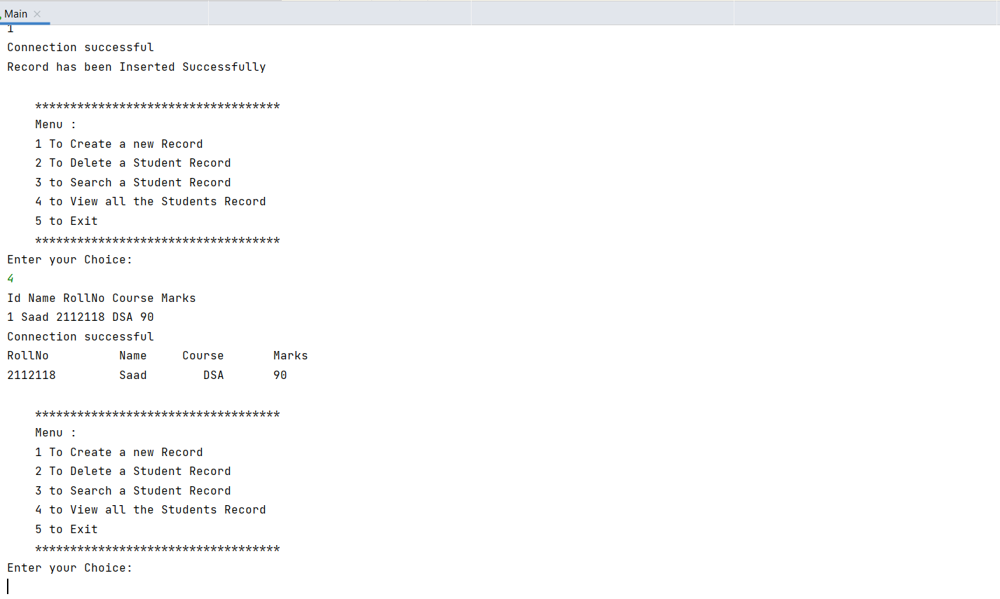 Main
1
Connection successful
Record has been Inserted Successfully
***********************************
Menu :
1 To Create a new Record
2 To Delete a Student Record
3 to Search a Student Record
4 to View all the Students Record
5 to Exit
***********************************
Enter your Choice:
4
Id Name RollNo Course Marks
1 Saad 2112118 DSA 90
Connection successful
RollNo          Name     Course       Marks
2112118         Saad        DSA       90
***********************************
Menu :
1 To Create a new Record
2 To Delete a Student Record
3 to Search a Student Record
4 to View all the Students Record
5 to Exit
***********************************
Enter your Choice: